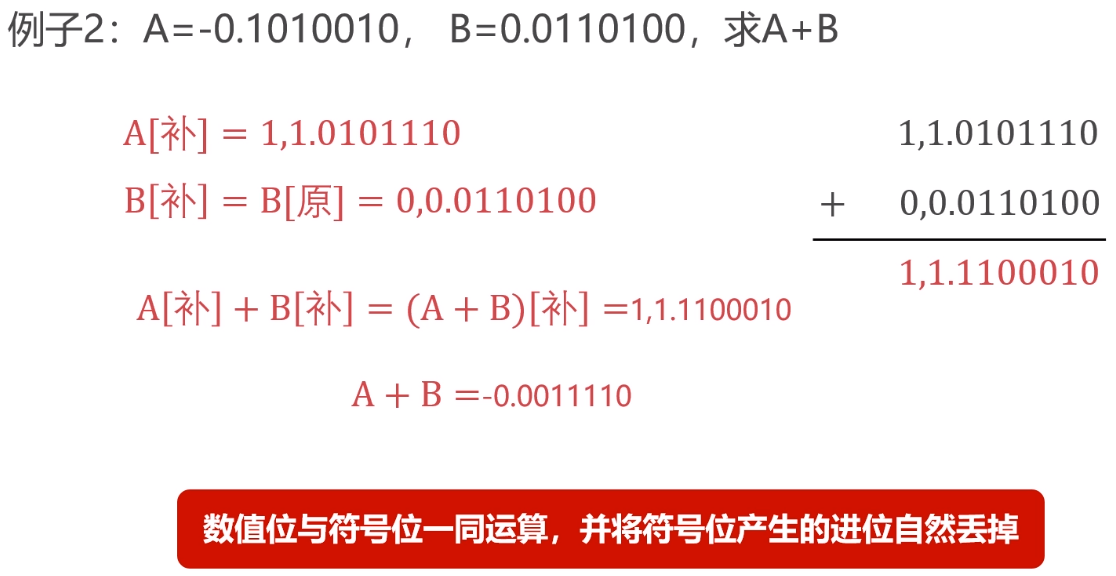 例子2：A=-0.1010010， B=0.0110100，求A+B
A[补] = 1,1.0101110
B[补] = B[原] = 0,0.0110100
A[补] + B[补] = (A + B)[补] =1,1.1100010
A + B =-0.0011110
1,1.0101110
+ 0,0.0110100
1,1.1100010
数值位与符号位一同运算，并将符号位产生的进位自然丢掉